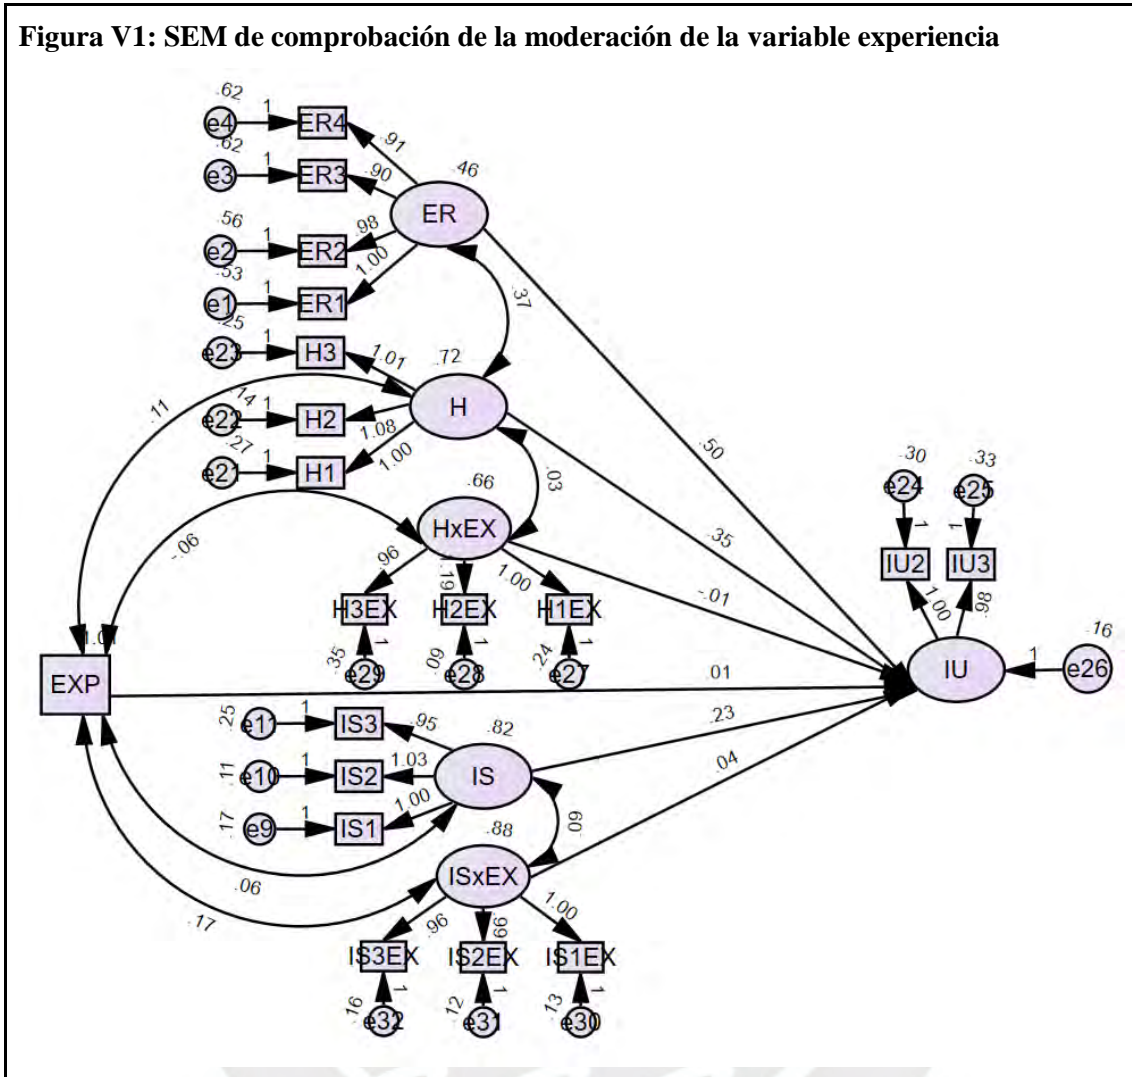 Figura V1: SEM de comprobación de la moderación de la variable experiencia
.62
e4 1 ER4
.91
.62
e3 1 ER3
.90
.46
ER
.56
e2 1 ER2
.98
.53
e1 1 ER1
1.00
.37
.25
e23 1 H3
1.01
.72
H
.14
e22 1 H2
1.08
.27
e21 1 H1
1.00
.11
.50
.03
.35
-.06
.66
HxEX
.96
1.19
1.00
-.01
H3EX H2EX H1EX
1 1 1
.35 e29 .09 e28 .24 e27
.30 .33
e24 e25
1 1
IU2 IU3
1.00 .98
IU
1
.16
e26
EXP
.01
.25
e11 1 IS3
.95
.82
IS
.23
.11
e10 1 IS2
1.03
.04
.17
e9 1 IS1
1.00
.09
.88
ISxEX
.06
.17
.96
1.00
IS3EX IS2EX IS1EX
1 1 1
.16 e32 .12 e31 .13 e30